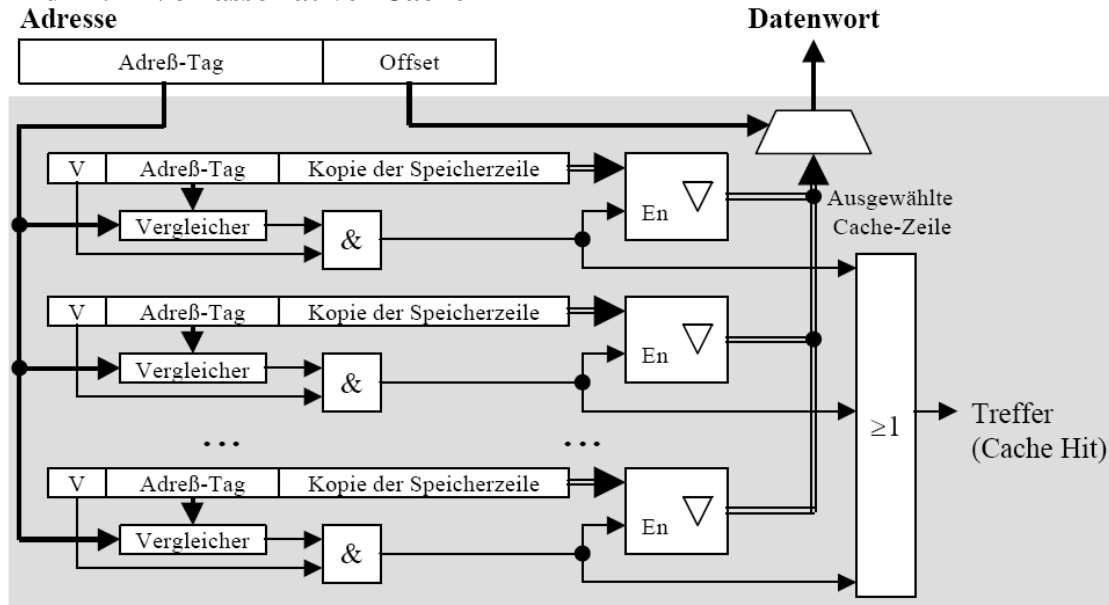 Adresse
Datenwort
Adreß-Tag Offset
V Adreß-Tag Kopie der Speicherzeile
En
Vergleicher
&
Ausgewählte
Cache-Zeile
V Adreß-Tag Kopie der Speicherzeile
En
Vergleicher
&
≥1
Treffer
(Cache Hit)
... ...
V Adreß-Tag Kopie der Speicherzeile
En
Vergleicher
&